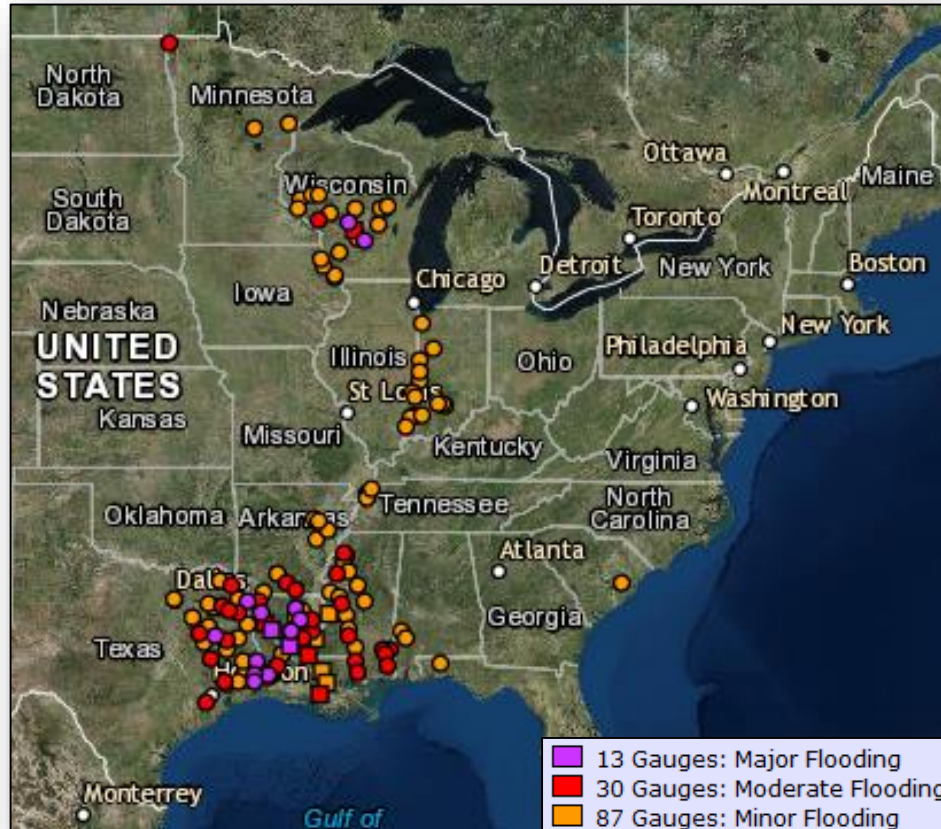 North
Dakota
Minnesota
Ottawa
Montreal
Maine
South
Dakota
Wisconsin
Toronto
Detroit
New York
Boston
Iowa
Chicago
Nebraska
New York
UNITED
STATES
Illinois
Ohio
Philadelphia
St Louis
Washington
Kansas
Missouri
Kentucky
Virginia
Oklahoma
Arkansas
Tennessee
North
Carolina
Atlanta
Dallas
Georgia
Texas
Houston
Monterrey
Gulf of
13 Gauges: Major Flooding
30 Gauges: Moderate Flooding
87 Gauges: Minor Flooding